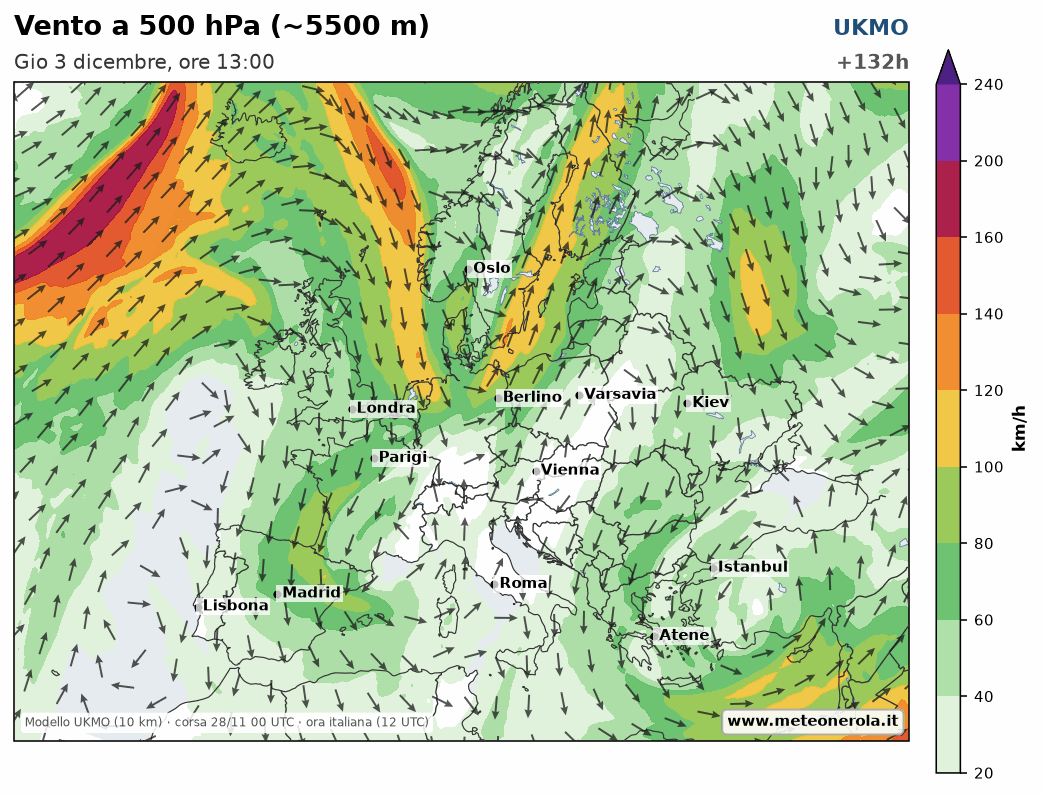 Vento a 500 hPa (~5500 m)
UKMO
Gio 3 dicembre, ore 13:00
+132h
240
200
160
140
120
100
80
60
40
20
km/h
Oslo
Londra
Berlino
Varsavia
Kiev
Parigi
Vienna
Istanbul
Roma
Madrid
Lisbona
Atene
Modello UKMO (10 km) · corsa 28/11 00 UTC · ora italiana (12 UTC)
www.meteonerola.it